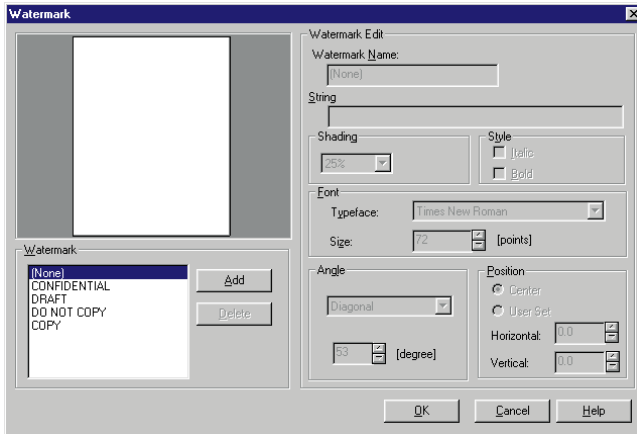 Watermark
Watermark Edit
Watermark Name:
(None)
String
Shading
25%
Style
Italic
Bold
Font
Typeface: Times New Roman
Size: 72 [points]
Watermark
(None)
CONFIDENTIAL
DRAFT
DO NOT COPY
COPY
Add
Delete
Angle
Diagonal
53 [degree]
Position
Center
User Set
Horizontal: 0.0
Vertical: 0.0
OK Cancel Help